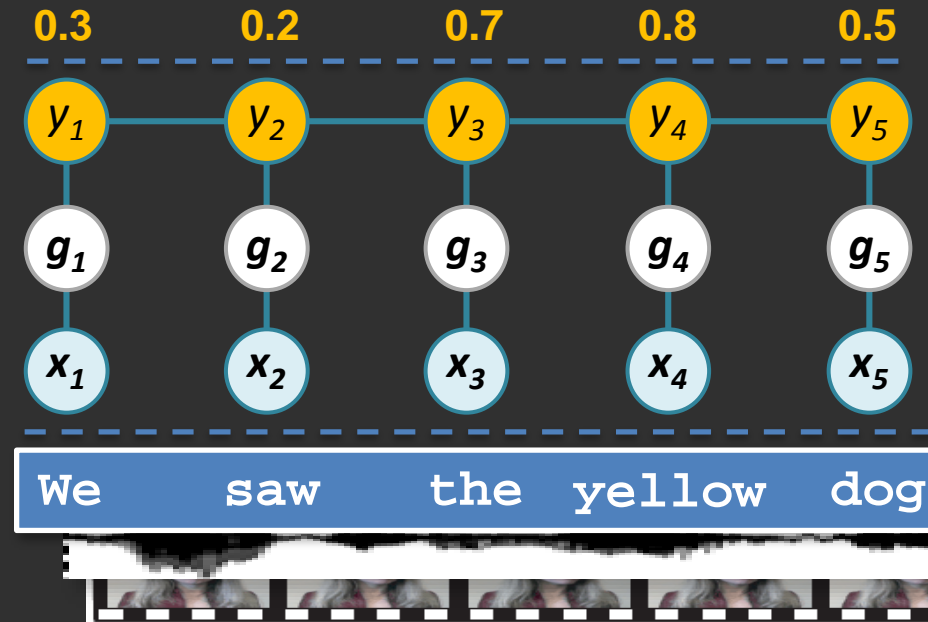 0.3 0.2 0.7 0.8 0.5
y1 y2 y3 y4 y5
g1 g2 g3 g4 g5
x1 x2 x3 x4 x5
We saw the yellow dog